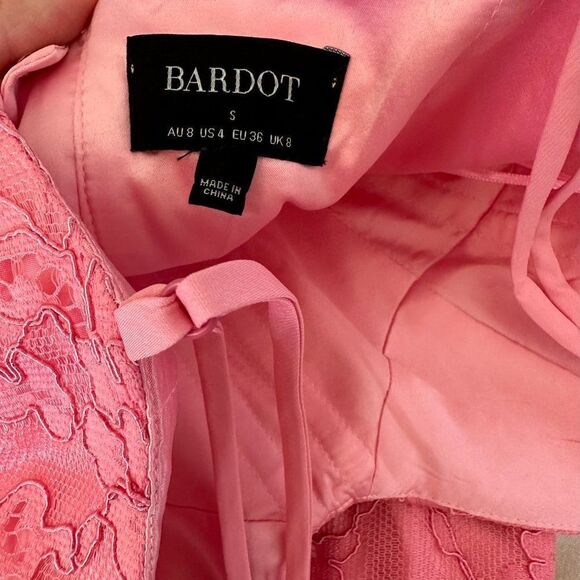 BARDOT
S
AU 8 US 4 EU 36 UK 8
MADE IN
CHINA